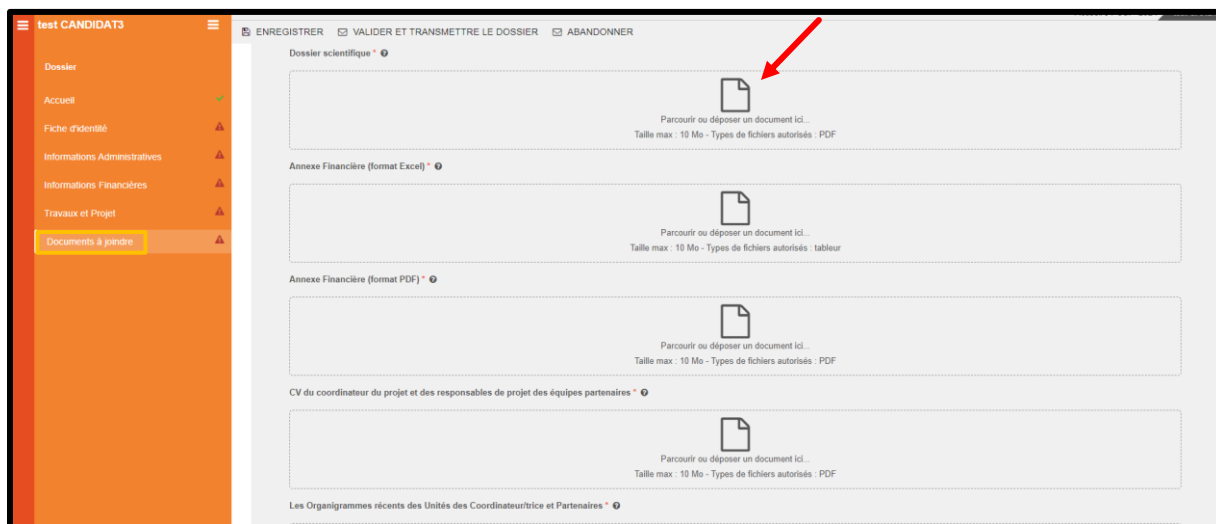 test CANDIDAT3
Dossier
Accueil
Fiche d'identité
Informations Administratives
Informations Financières
Travaux et Projet
Documents à joindre
ENREGISTRER VALIDER ET TRANSMETTRE LE DOSSIER ABANDONNER
Dossier scientifique *
Parcourir ou déposer un document ici...
Taille max : 10 Mo - Types de fichiers autorisés : PDF
Annexe Financière (format Excel) *
Parcourir ou déposer un document ici...
Taille max : 10 Mo - Types de fichiers autorisés : tableur
Annexe Financière (format PDF) *
Parcourir ou déposer un document ici...
Taille max : 10 Mo - Types de fichiers autorisés : PDF
CV du coordinateur du projet et des responsables de projet des équipes partenaires *
Parcourir ou déposer un document ici...
Taille max : 10 Mo - Types de fichiers autorisés : PDF
Les Organigrammes récents des Unités des Coordinateur/trice et Partenaires *